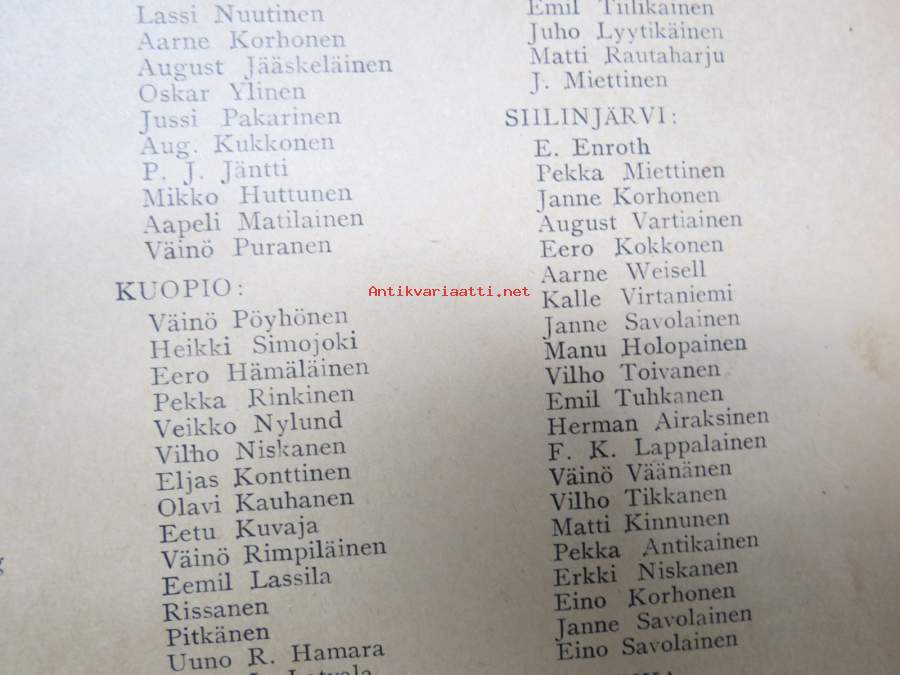 Lassi Nuutinen
Aarne Korhonen
August Jääskeläinen
Oskar Ylinen
Jussi Pakarinen
Aug. Kukkonen
P. J. Jäntti
Mikko Huttunen
Aapeli Matilainen
Väinö Puranen
KUOPIO:
Väinö Pöyhönen
Heikki Simojoki
Eero Hämäläinen
Pekka Rinkinen
Veikko Nylund
Vilho Niskanen
Eljas Konttinen
Olavi Kauhanen
Eetu Kuvaja
Väinö Rimpiläinen
Eemil Lassila
Rissanen
Pitkänen
Uuno R. Hamara
Emil Tiilikainen
Juho Lyytikäinen
Matti Rautaharju
J. Miettinen
SIILINJÄRVI:
E. Enroth
Pekka Miettinen
Janne Korhonen
August Vartiainen
Eero Kokkonen
Aarne Weisell
Kalle Virtaniemi
Janne Savolainen
Manu Holopainen
Vilho Toivanen
Emil Tuhkanen
Herman Airaksinen
F. K. Lappalainen
Väinö Väänänen
Vilho Tikkanen
Matti Kinnunen
Pekka Antikainen
Erkki Niskanen
Eino Korhonen
Janne Savolainen
Eino Savolainen
Antikvariaatti.net